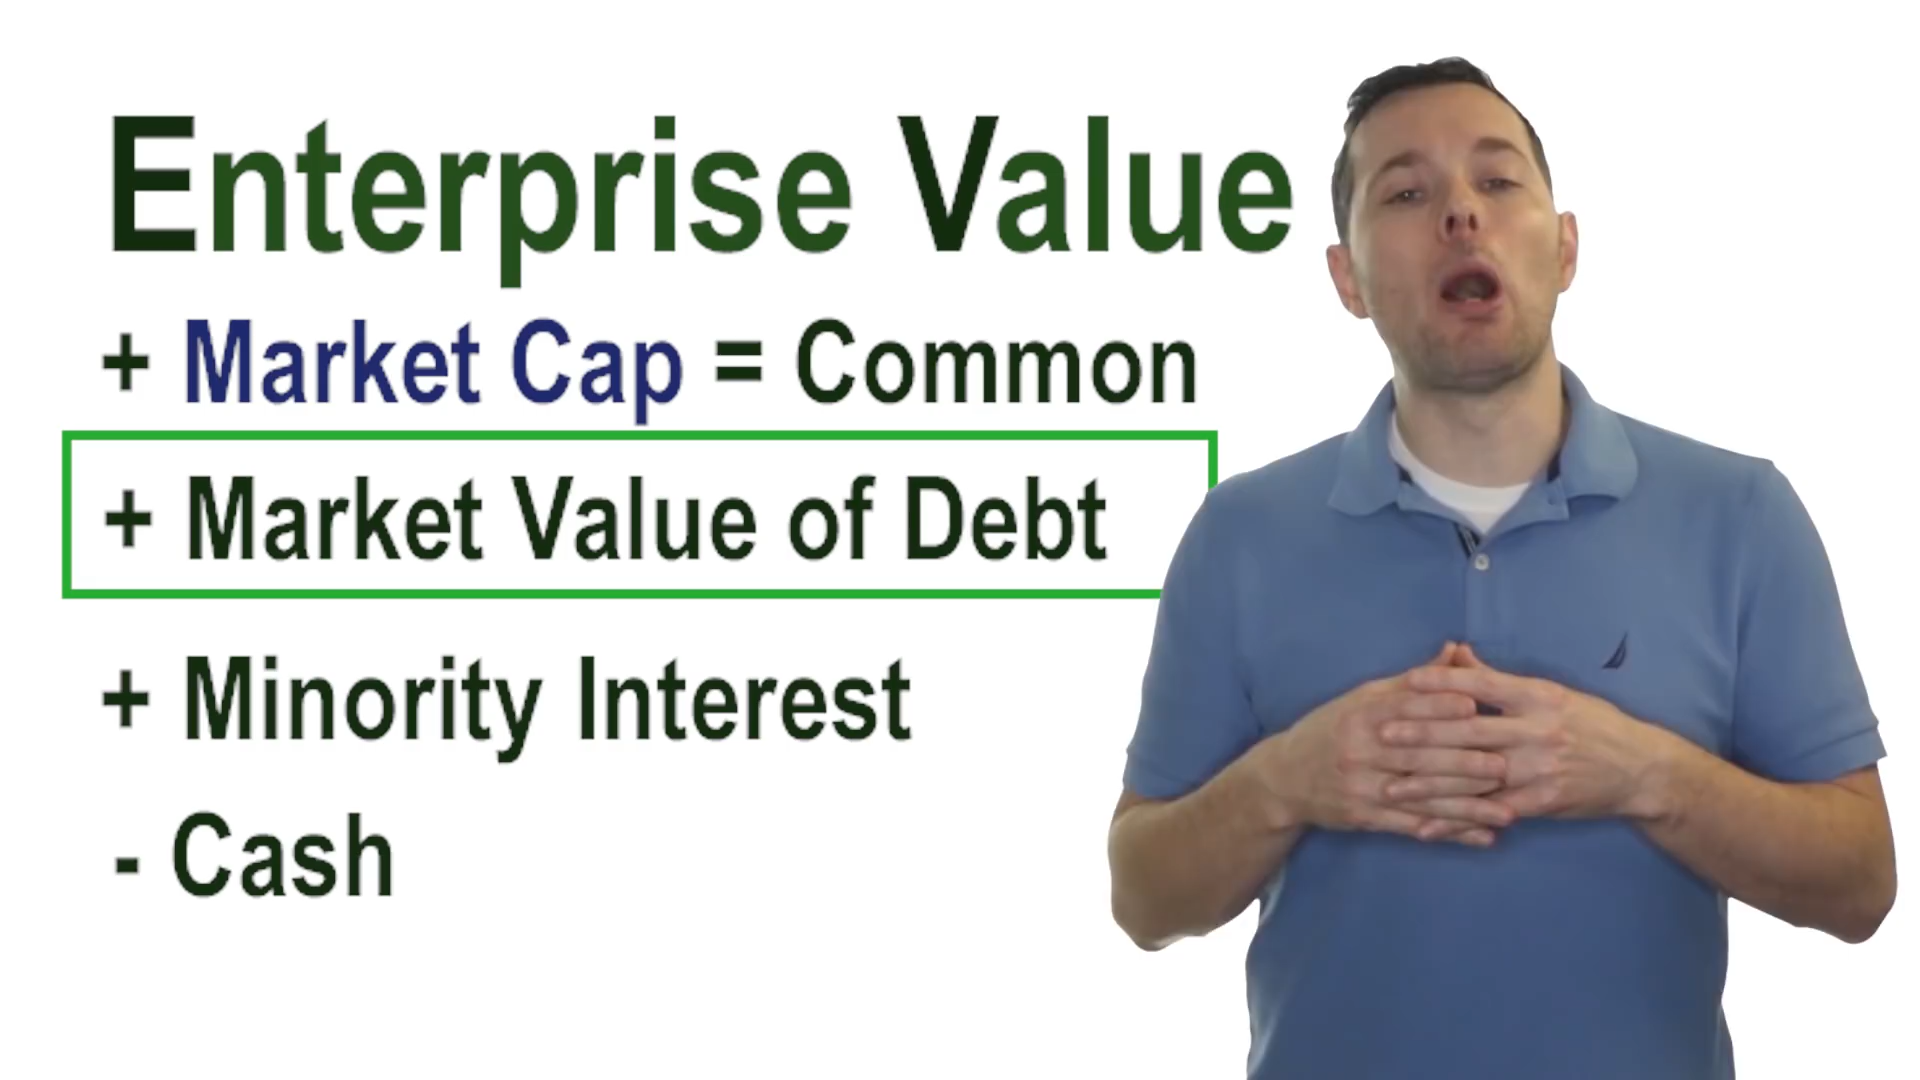 Enterprise Value
+ Market Cap = Common
+ Market Value of Debt
+ Minority Interest
- Cash